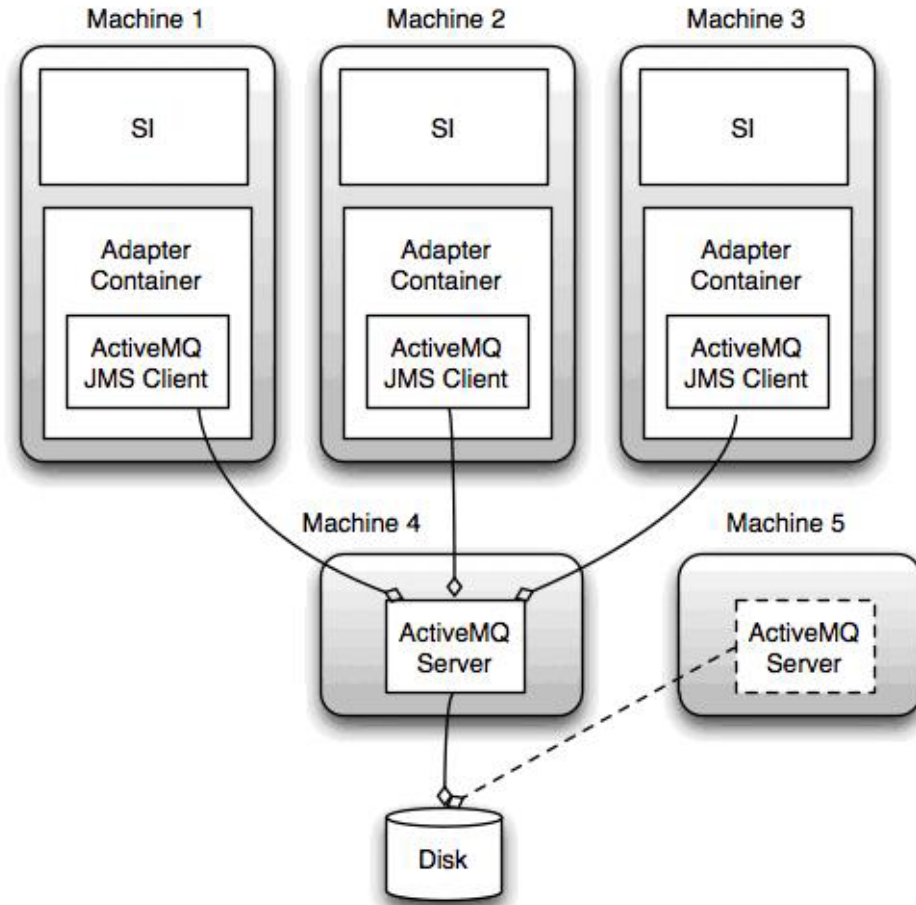 Machine 1
Machine 2
Machine 3
SI
SI
SI
Adapter
Container
Adapter
Container
Adapter
Container
ActiveMQ
JMS Client
ActiveMQ
JMS Client
ActiveMQ
JMS Client
Machine 4
Machine 5
ActiveMQ
Server
ActiveMQ
Server
Disk